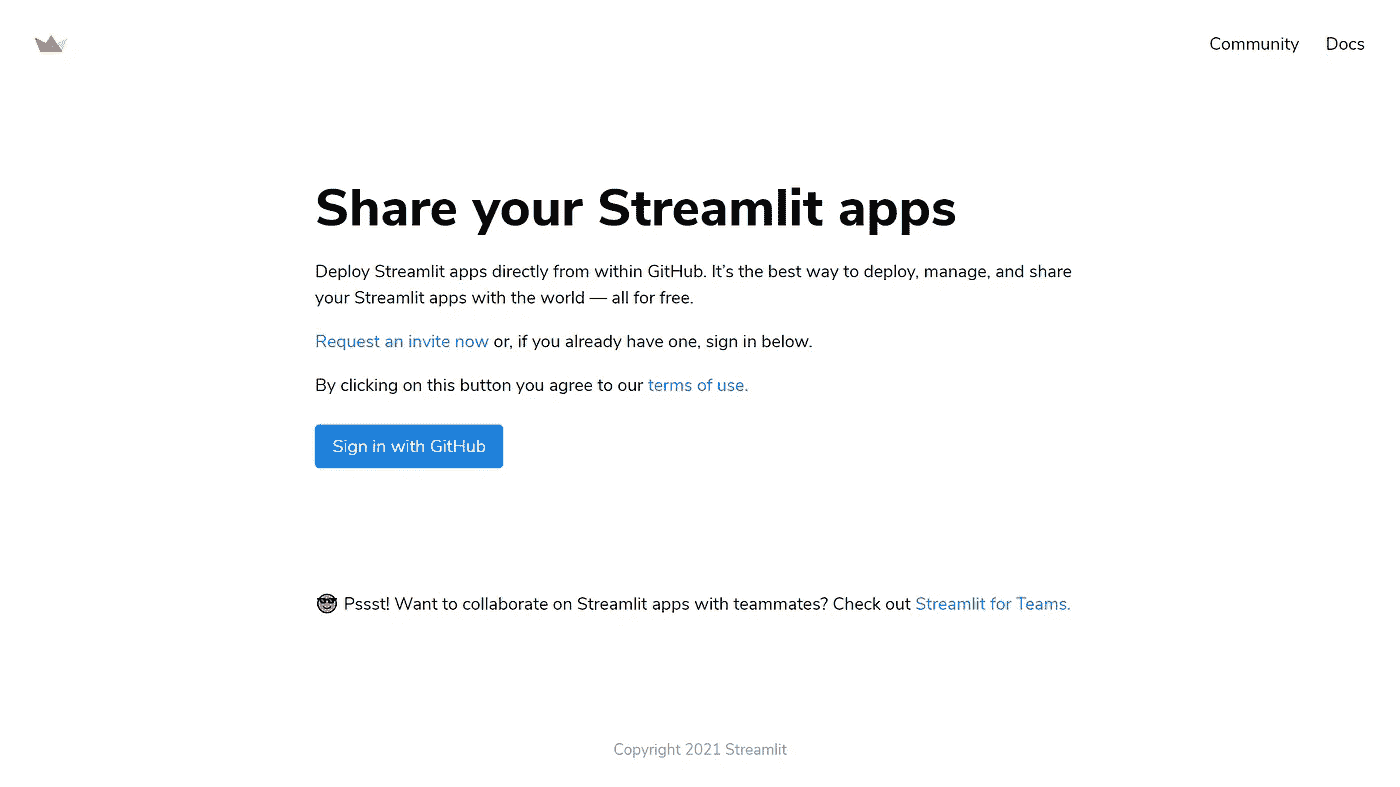 Community Docs
Share your Streamlit apps
Deploy Streamlit apps directly from within GitHub. It’s the best way to deploy, manage, and share
your Streamlit apps with the world — all for free.
Request an invite now or, if you already have one, sign in below.
By clicking on this button you agree to our terms of use.
Sign in with GitHub
Pssst! Want to collaborate on Streamlit apps with teammates? Check out Streamlit for Teams.
Copyright 2021 Streamlit